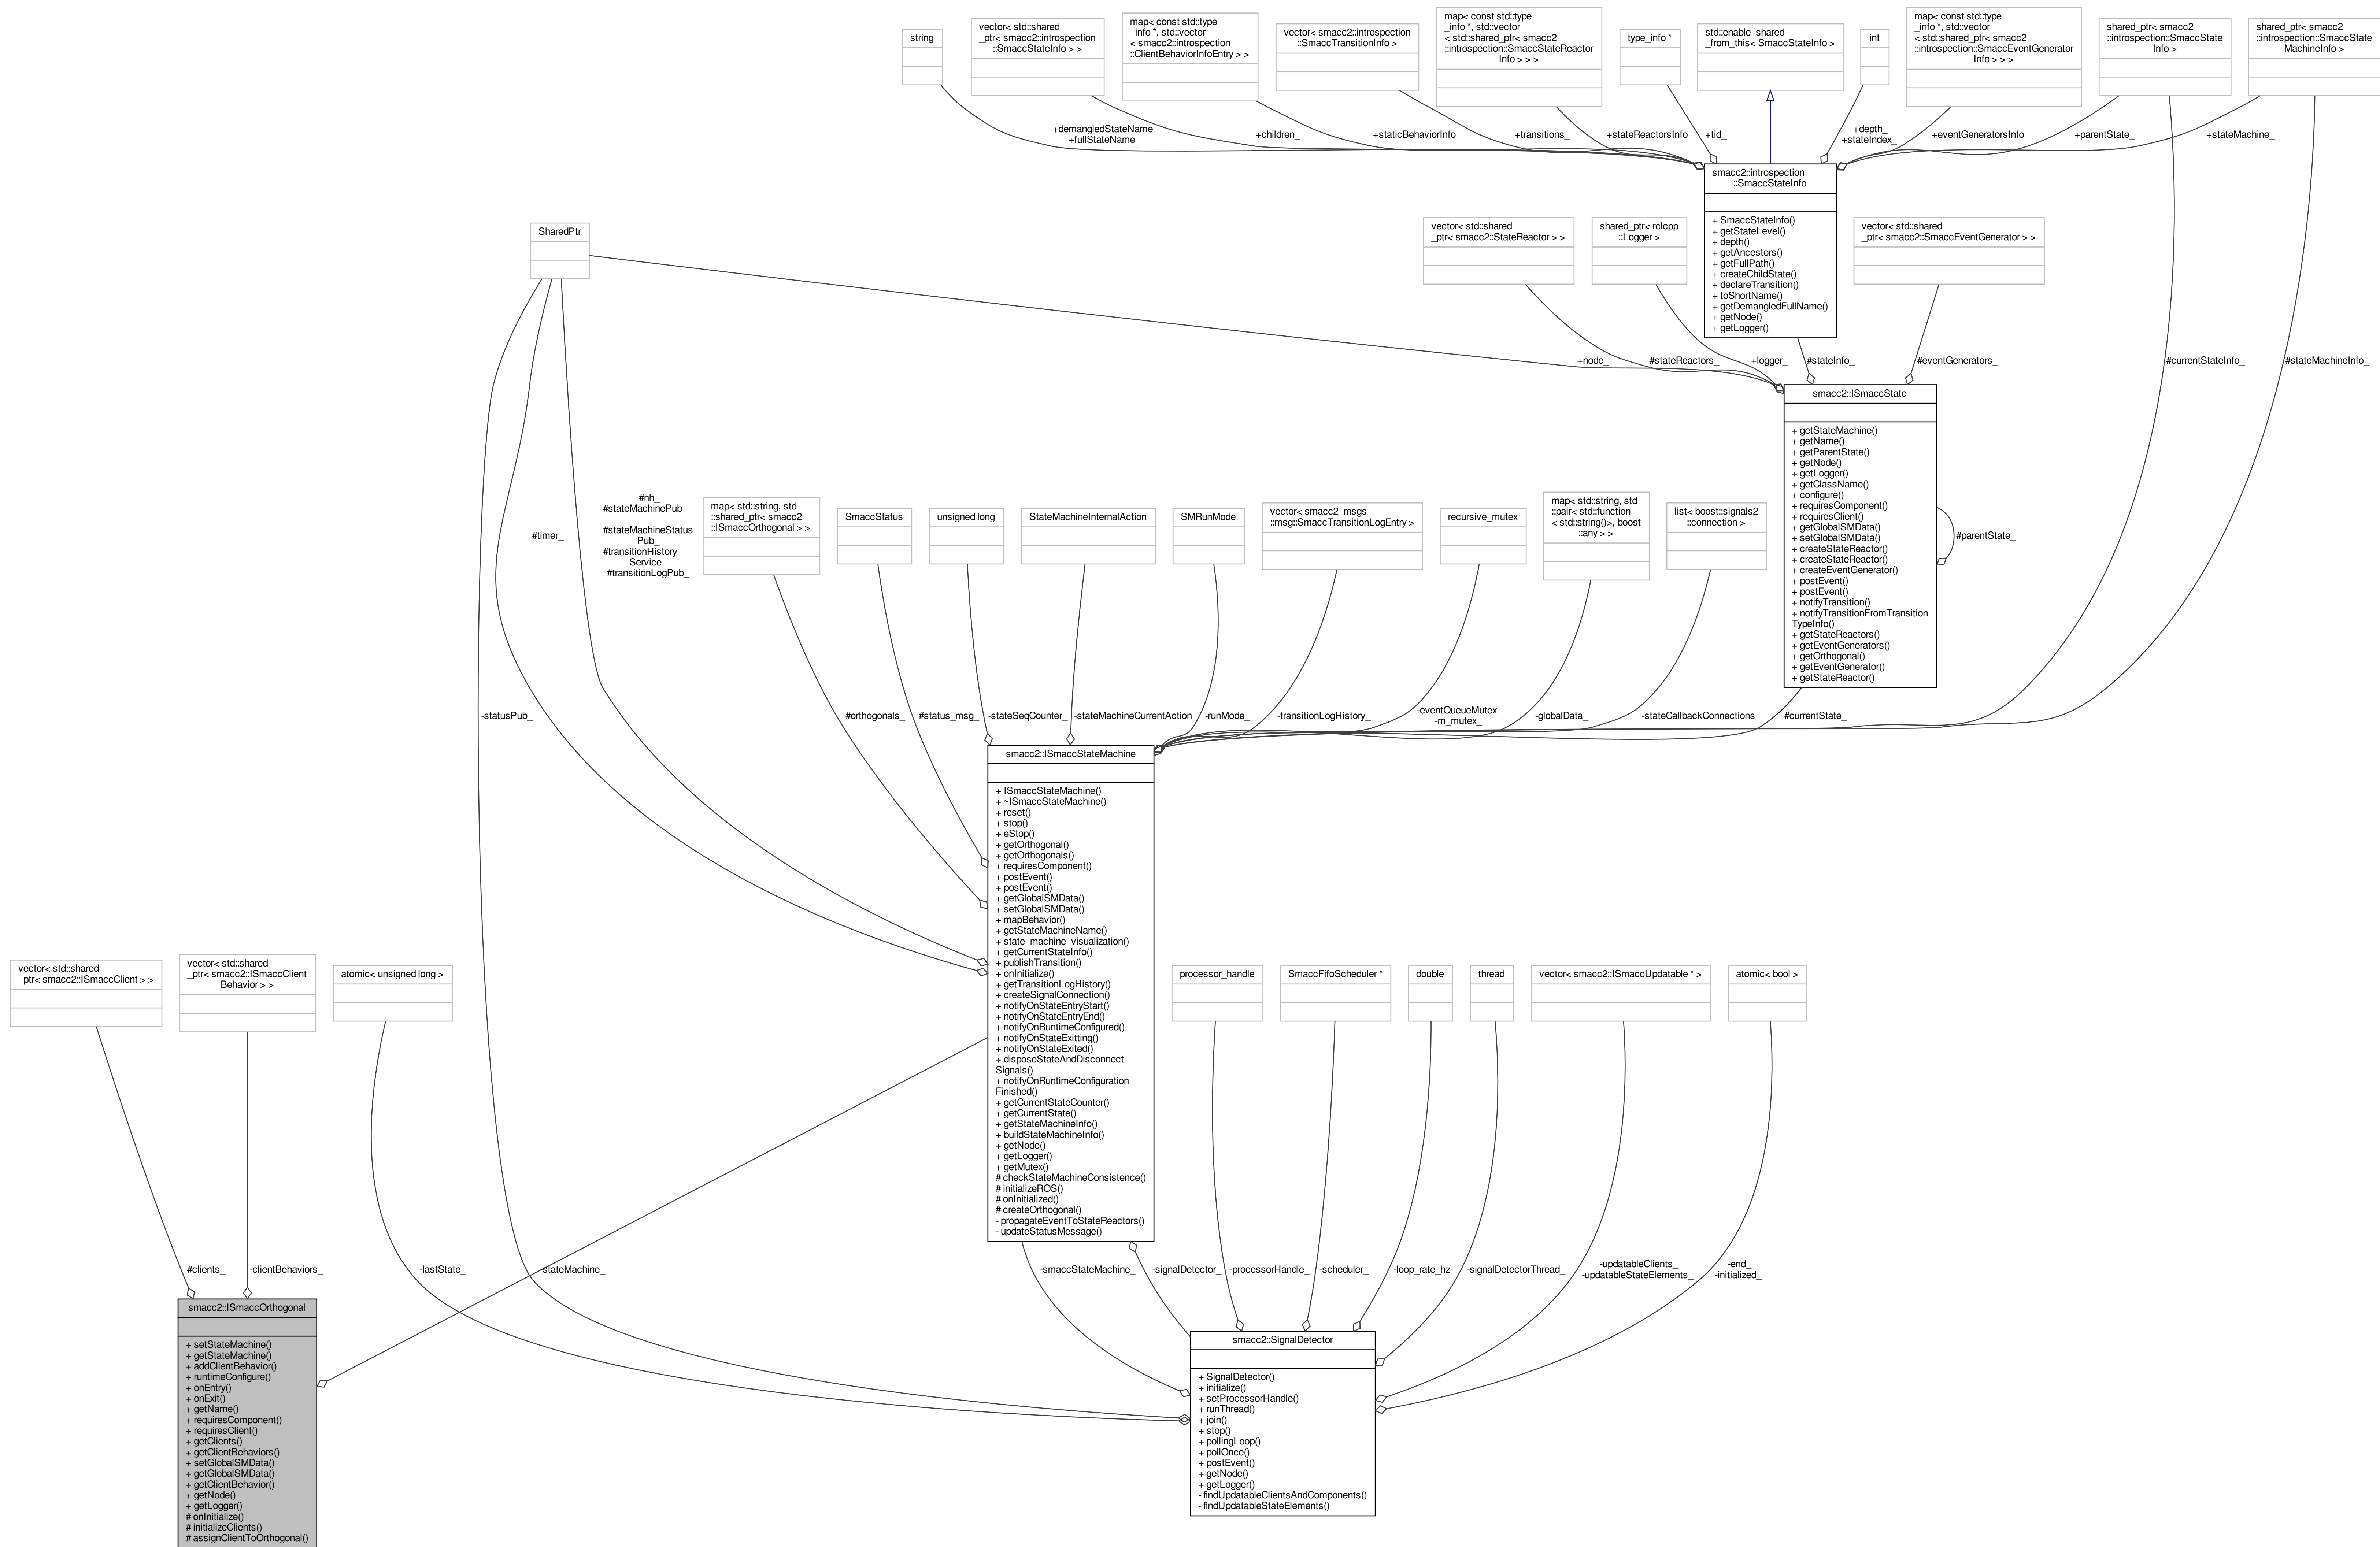 string
vector< std::shared
_ptr< smacc2::introspection
::SmaccStateInfo > >
map< const std::type
_info *, std::vector
< smacc2::introspection
::ClientBehaviorInfoEntry > >
vector< smacc2::introspection
::SmaccTransitionInfo >
map< const std::type
_info *, std::vector
< std::shared_ptr< smacc2
::introspection::SmaccStateReactor
Info > > >
type_info *
std::enable_shared
_from_this< SmaccStateInfo >
int
map< const std::type
_info *, std::vector
< std::shared_ptr< smacc2
::introspection::SmaccEventGenerator
Info > > >
shared_ptr< smacc2
::introspection::SmaccState
Info >
shared_ptr< smacc2
::introspection::SmaccState
MachineInfo >
+demangledStateName
+fullStateName
+children_
+staticBehaviorInfo
+transitions_
+stateReactorsInfo
+tid_
+depth_
+stateIndex_
+eventGeneratorsInfo
+parentState_
+stateMachine_
smacc2::introspection
::SmaccStateInfo
+ SmaccStateInfo()
+ getStateLevel()
+ depth()
+ getAncestors()
+ getFullPath()
+ createChildState()
+ declareTransition()
+ toShortName()
+ getDemangledFullName()
+ getNode()
+ getLogger()
SharedPtr
vector< std::shared
_ptr< smacc2::StateReactor > >
shared_ptr< rclcpp
::Logger >
vector< std::shared
_ptr< smacc2::SmaccEventGenerator > >
+node_
#stateReactors_
+logger_
#stateInfo_
#eventGenerators_
#currentStateInfo_
#stateMachineInfo_
smacc2::ISmaccState
+ getStateMachine()
+ getName()
+ getParentState()
+ getNode()
+ getLogger()
+ getClassName()
+ configure()
+ requiresComponent()
+ requiresClient()
+ getGlobalSMData()
+ setGlobalSMData()
+ createStateReactor()
+ createStateReactor()
+ createEventGenerator()
+ postEvent()
+ postEvent()
+ notifyTransition()
+ notifyTransitionFromTransition
TypeInfo()
+ getStateReactors()
+ getEventGenerators()
+ getOrthogonal()
+ getEventGenerator()
+ getStateReactor()
#parentState_
#timer_
#nh_
#stateMachinePub
_
#stateMachineStatus
Pub_
#transitionHistory
Service_
#transitionLogPub_
map< std::string, std
::shared_ptr< smacc2
::ISmaccOrthogonal > >
SmaccStatus
unsigned long
StateMachineInternalAction
SMRunMode
vector< smacc2_msgs
::msg::SmaccTransitionLogEntry >
recursive_mutex
map< std::string, std
::pair< std::function
< std::string()>, boost
::any > >
list< boost::signals2
::connection >
-statusPub_
#orthogonals_
#status_msg_
-stateSeqCounter_
-stateMachineCurrentAction
-runMode_
-transitionLogHistory_
-eventQueueMutex_
-m_mutex_
-globalData_
-stateCallbackConnections
#currentState_
smacc2::ISmaccStateMachine
+ ISmaccStateMachine()
+ ~ISmaccStateMachine()
+ reset()
+ stop()
+ eStop()
+ getOrthogonal()
+ getOrthogonals()
+ requiresComponent()
+ postEvent()
+ postEvent()
+ getGlobalSMData()
+ setGlobalSMData()
+ mapBehavior()
+ getStateMachineName()
+ state_machine_visualization()
+ getCurrentStateInfo()
+ publishTransition()
+ onInitialize()
+ getTransitionLogHistory()
+ createSignalConnection()
+ notifyOnStateEntryStart()
+ notifyOnStateEntryEnd()
+ notifyOnRuntimeConfigured()
+ notifyOnStateExitting()
+ notifyOnStateExited()
+ disposeStateAndDisconnect
Signals()
+ notifyOnRuntimeConfiguration
Finished()
+ getCurrentStateCounter()
+ getCurrentState()
+ getStateMachineInfo()
+ buildStateMachineInfo()
+ getNode()
+ getLogger()
+ getMutex()
# checkStateMachineConsistence()
# initializeROS()
# onInitialized()
# createOrthogonal()
- propagateEventToStateReactors()
- updateStatusMessage()
vector< std::shared
_ptr< smacc2::ISmaccClient > >
vector< std::shared
_ptr< smacc2::ISmaccClient
Behavior > >
atomic< unsigned long >
processor_handle
SmaccFifoScheduler *
double
thread
vector< smacc2::ISmaccUpdatable * >
atomic< bool >
#clients_
-clientBehaviors_
-lastState_
-stateMachine_
-smaccStateMachine_
-signalDetector_
-processorHandle_
-scheduler_
-loop_rate_hz
-signalDetectorThread_
-updatableClients_
-updatableStateElements_
-end_
-initialized_
smacc2::ISmaccOrthogonal
+ setStateMachine()
+ getStateMachine()
+ addClientBehavior()
+ runtimeConfigure()
+ onEntry()
+ onExit()
+ getName()
+ requiresComponent()
+ requiresClient()
+ getClients()
+ getClientBehaviors()
+ setGlobalSMData()
+ getGlobalSMData()
+ getClientBehavior()
+ getNode()
+ getLogger()
# onInitialize()
# initializeClients()
# assignClientToOrthogonal()
smacc2::SignalDetector
+ SignalDetector()
+ initialize()
+ setProcessorHandle()
+ runThread()
+ join()
+ stop()
+ pollingLoop()
+ pollOnce()
+ postEvent()
+ getNode()
+ getLogger()
- findUpdatableClientsAndComponents()
- findUpdatableStateElements()